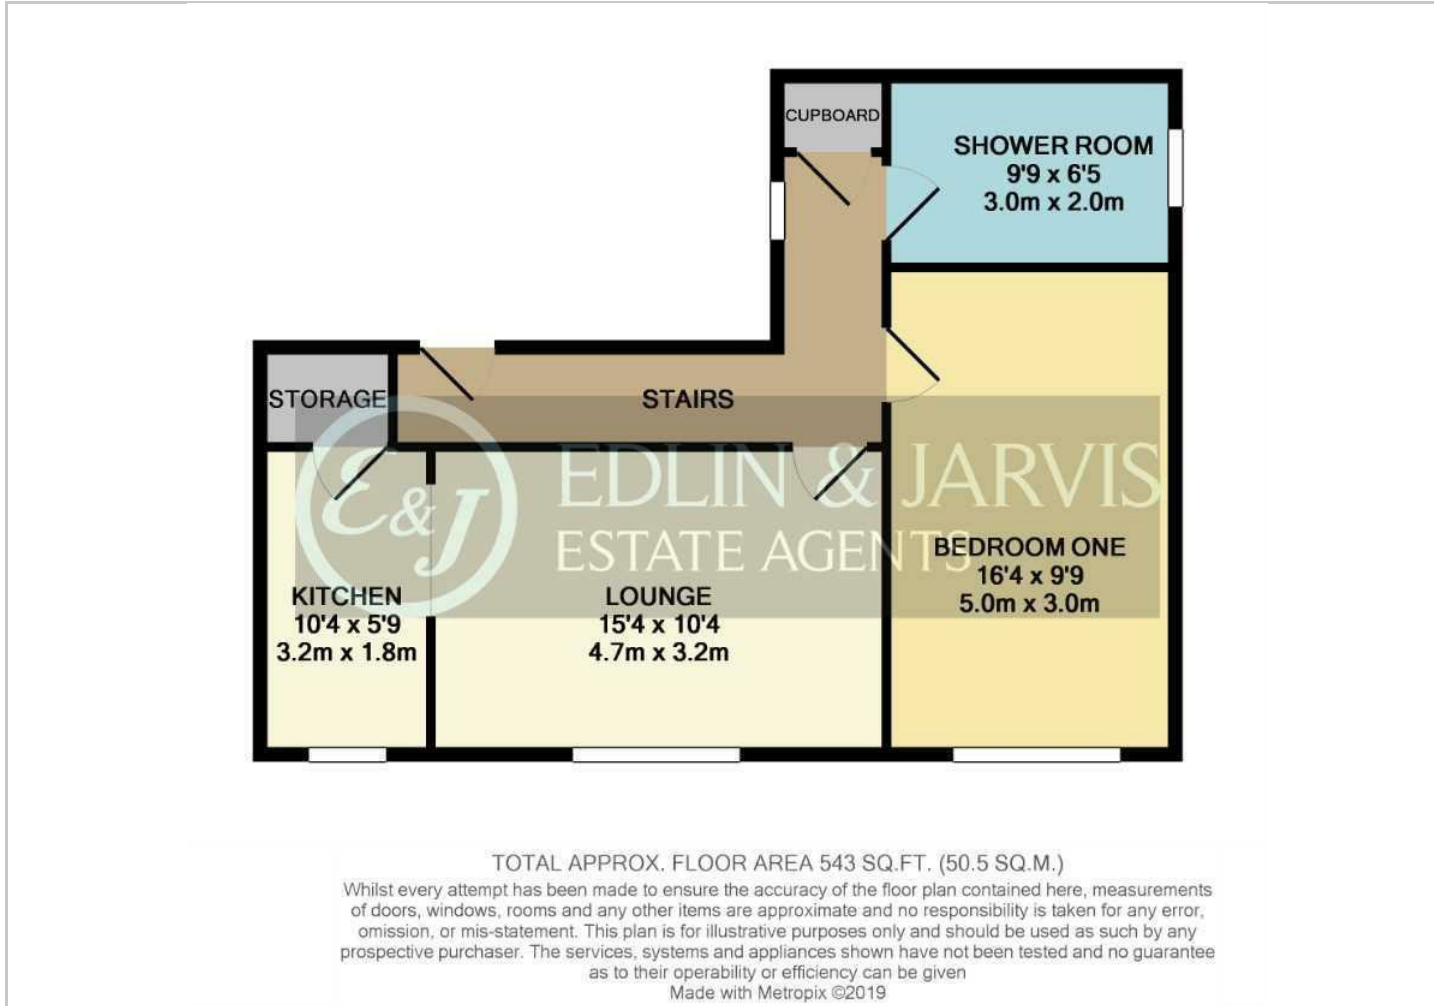 CUPBOARD
SHOWER ROOM
9'9 x 6'5
3.0m x 2.0m
STORAGE
STAIRS
E&J
EDLIN & JARVIS
ESTATE AGENTS
BEDROOM ONE
16'4 x 9'9
5.0m x 3.0m
KITCHEN
10'4 x 5'9
3.2m x 1.8m
LOUNGE
15'4 x 10'4
4.7m x 3.2m
TOTAL APPROX. FLOOR AREA 543 SQ.FT. (50.5 SQ.M.)
Whilst every attempt has been made to ensure the accuracy of the floor plan contained here, measurements
of doors, windows, rooms and any other items are approximate and no responsibility is taken for any error,
omission, or mis-statement. This plan is for illustrative purposes only and should be used as such by any
prospective purchaser. The services, systems and appliances shown have not been tested and no guarantee
as to their operability or efficiency can be given
Made with Metropix ©2019